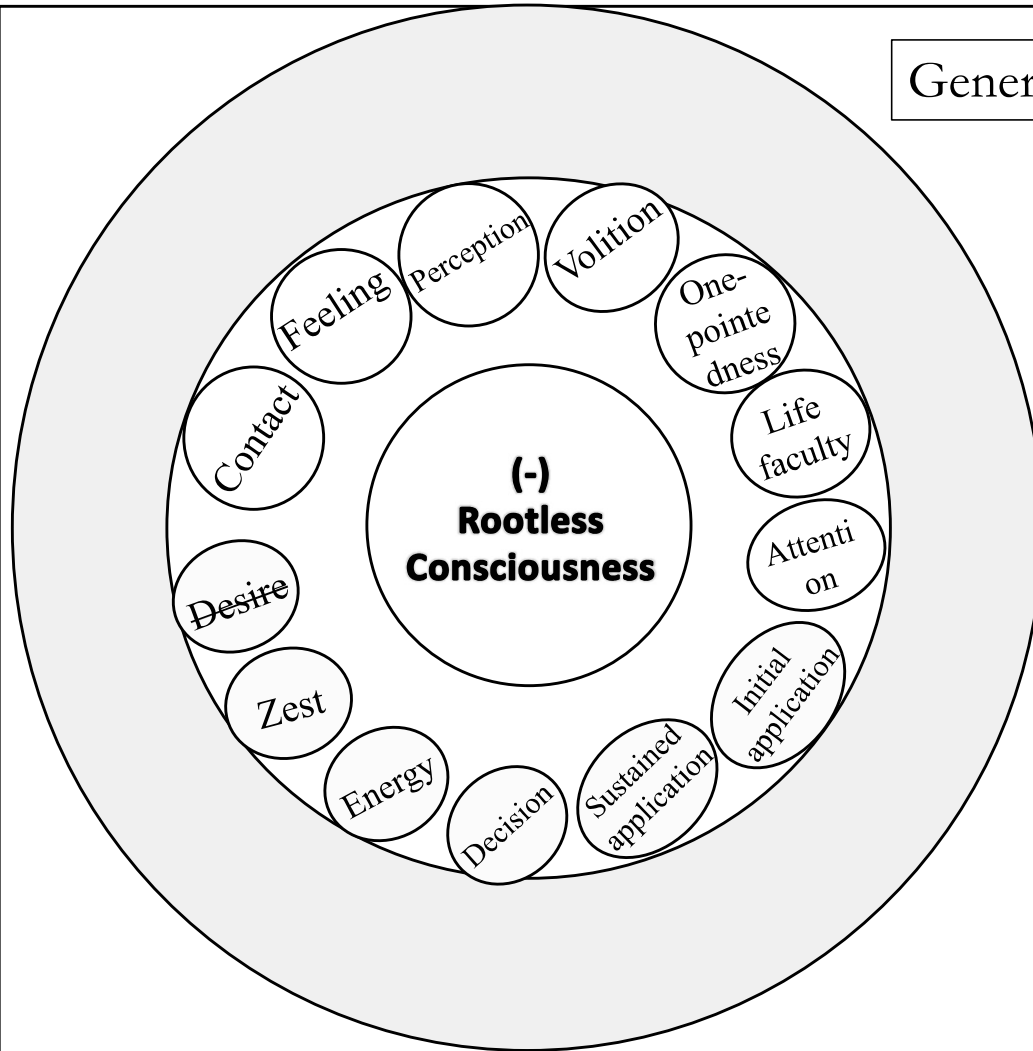 Gener
Perception
Volition
Feeling
One-
pointe
dness
Contact
Life
faculty
(-)
Rootless
Consciousness
Attenti
on
Desire
Initial
application
Zest
Sustained
application
Energy
Decision